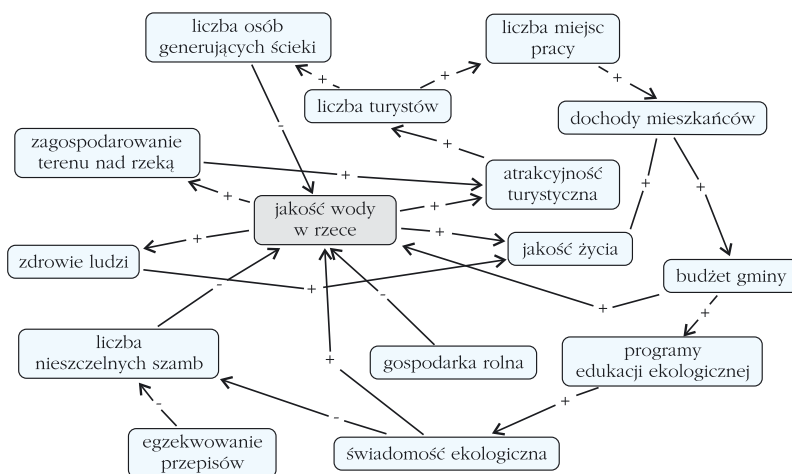 liczba osób
generujących ścieki
liczba miejsc
pracy
+
+
+
liczba turystów
-
dochody mieszkańców
zagospodarowanie
terenu nad rzeką
+
+
atrakcyjność
turystyczna
+
+
+
+
jakość wody
w rzece
+
+
jakość życia
zdrowie ludzi
+
budżet gminy
-
-
+
+
liczba
nieszczelnych szamb
gospodarka rolna
programy
edukacji ekologicznej
+
-
-
+
egzekwowanie
przepisów
świadomość ekologiczna